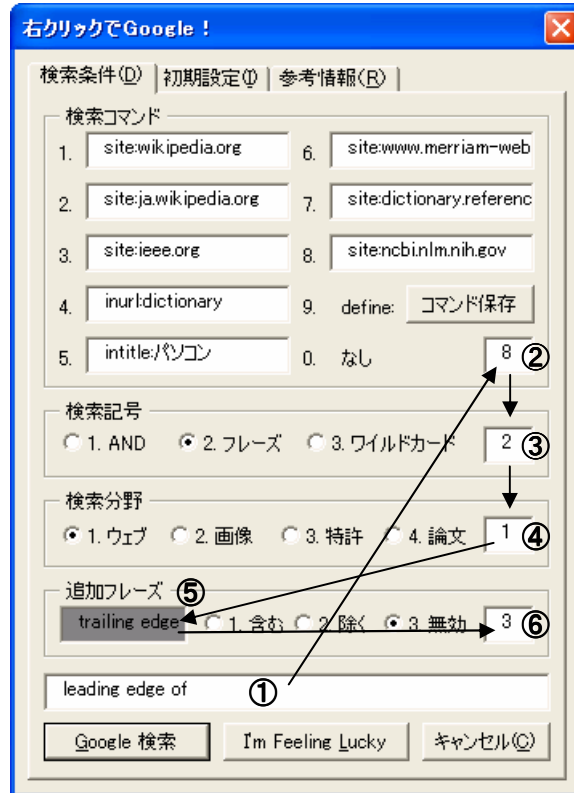 右クリックでGoogle！
検索条件(D) 初期設定(I) 参考情報(R)
検索コマンド
1. site:wikipedia.org 6. site:www.merriam-web
2. site:ja.wikipedia.org 7. site:dictionary.referenc
3. site:ieee.org 8. site:ncbi.nlm.nih.gov
4. inurl:dictionary 9. define: コマンド保存
5. intitle:パソコン 0. なし 8 ②
検索記号
1. AND 2. フレーズ 3. ワイルドカード 2 ③
検索分野
1. ウェブ 2. 画像 3. 特許 4. 論文 1 ④
追加フレーズ ⑤
trailing edge 1. 含む 2. 除く 3. 無効 3 ⑥
leading edge of ①
Google 検索 I'm Feeling Lucky キャンセル(C)